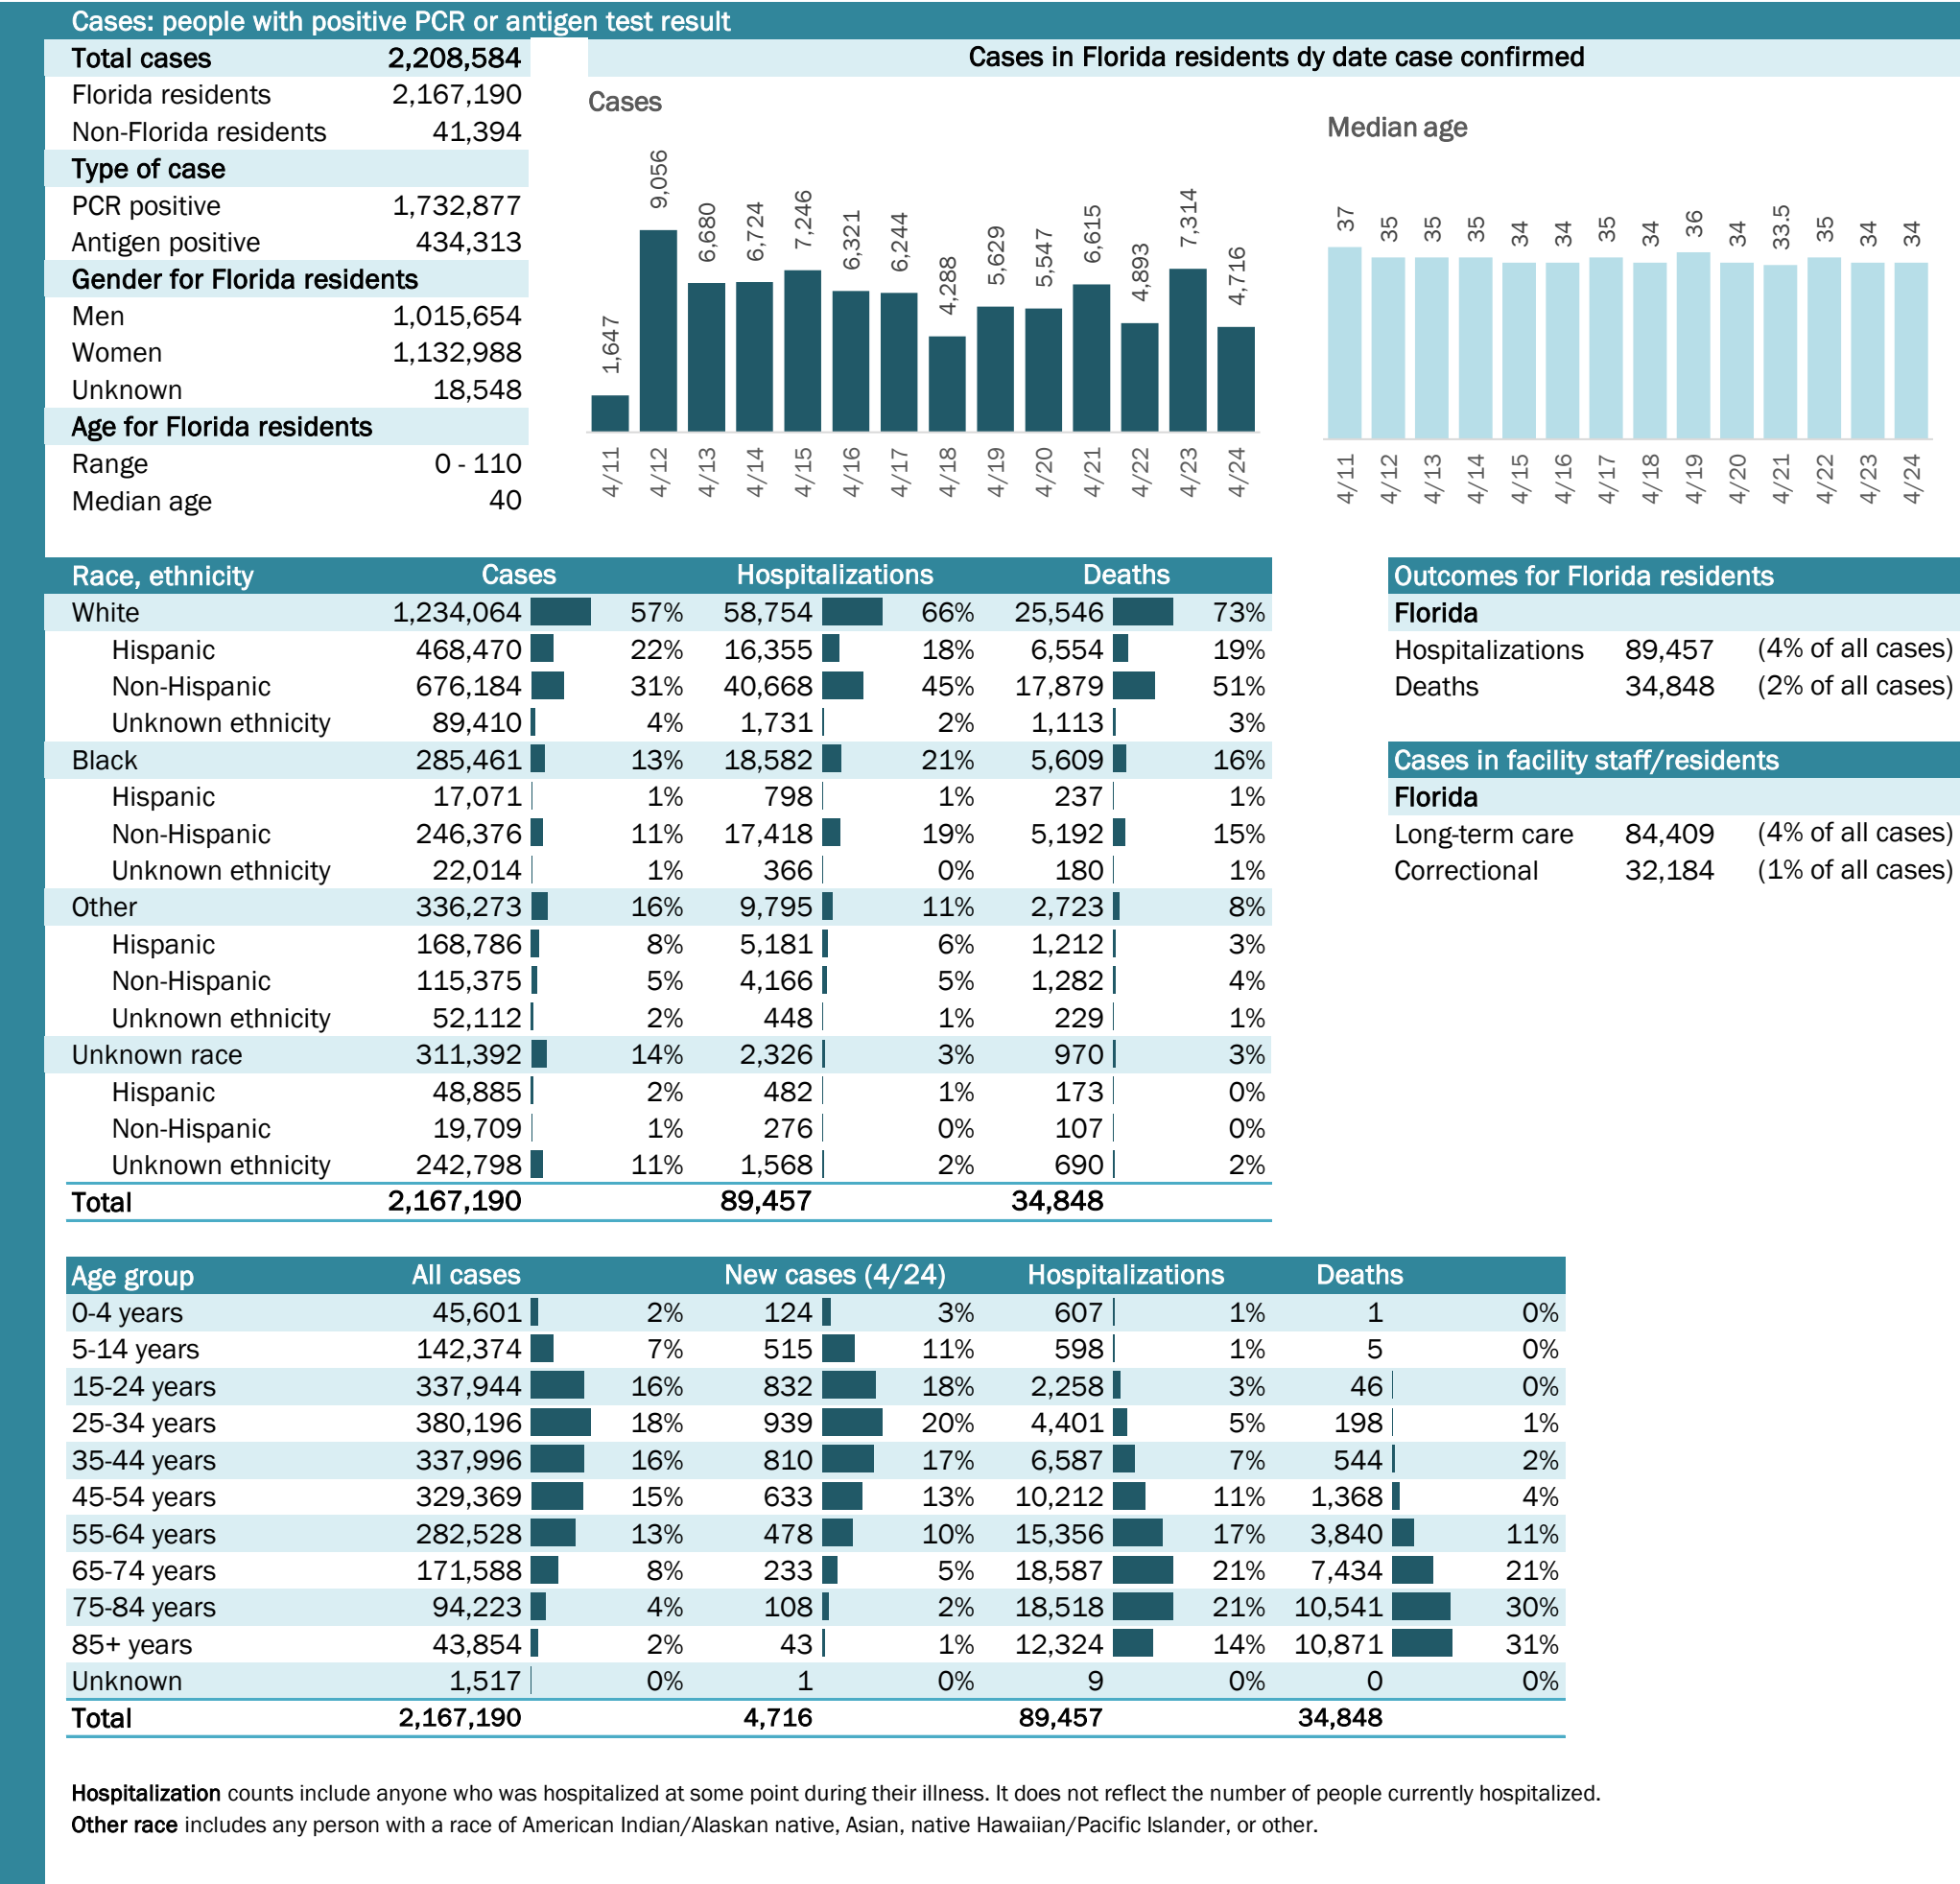 Cases: people with positive PCR or antigen test result
Total cases 2,208,584
Florida residents 2,167,190
Non-Florida residents 41,394
Type of case
PCR positive 1,732,877
Antigen positive 434,313
Gender for Florida residents
Men 1,015,654
Women 1,132,988
Unknown 18,548
Age for Florida residents
Range 0 - 110
Median age 40
Cases in Florida residents dy date case confirmed
Cases
1,647 9,056 6,680 6,724 7,246 6,321 6,244 4,288 5,629 5,547 6,615 4,893 7,314 4,716
4/11 4/12 4/13 4/14 4/15 4/16 4/17 4/18 4/19 4/20 4/21 4/22 4/23 4/24
Median age
37 35 35 35 34 34 35 34 36 34 33.5 35 34 34
4/11 4/12 4/13 4/14 4/15 4/16 4/17 4/18 4/19 4/20 4/21 4/22 4/23 4/24
Race, ethnicity Cases Hospitalizations Deaths
White 1,234,064 57% 58,754 66% 25,546 73%
Hispanic 468,470 22% 16,355 18% 6,554 19%
Non-Hispanic 676,184 31% 40,668 45% 17,879 51%
Unknown ethnicity 89,410 4% 1,731 2% 1,113 3%
Black 285,461 13% 18,582 21% 5,609 16%
Hispanic 17,071 1% 798 1% 237 1%
Non-Hispanic 246,376 11% 17,418 19% 5,192 15%
Unknown ethnicity 22,014 1% 366 0% 180 1%
Other 336,273 16% 9,795 11% 2,723 8%
Hispanic 168,786 8% 5,181 6% 1,212 3%
Non-Hispanic 115,375 5% 4,166 5% 1,282 4%
Unknown ethnicity 52,112 2% 448 1% 229 1%
Unknown race 311,392 14% 2,326 3% 970 3%
Hispanic 48,885 2% 482 1% 173 0%
Non-Hispanic 19,709 1% 276 0% 107 0%
Unknown ethnicity 242,798 11% 1,568 2% 690 2%
Total 2,167,190 89,457 34,848
Outcomes for Florida residents
Florida
Hospitalizations 89,457 (4% of all cases)
Deaths 34,848 (2% of all cases)
Cases in facility staff/residents
Florida
Long-term care 84,409 (4% of all cases)
Correctional 32,184 (1% of all cases)
Age group All cases New cases (4/24) Hospitalizations Deaths
0-4 years 45,601 2% 124 3% 607 1% 1 0%
5-14 years 142,374 7% 515 11% 598 1% 5 0%
15-24 years 337,944 16% 832 18% 2,258 3% 46 0%
25-34 years 380,196 18% 939 20% 4,401 5% 198 1%
35-44 years 337,996 16% 810 17% 6,587 7% 544 2%
45-54 years 329,369 15% 633 13% 10,212 11% 1,368 4%
55-64 years 282,528 13% 478 10% 15,356 17% 3,840 11%
65-74 years 171,588 8% 233 5% 18,587 21% 7,434 21%
75-84 years 94,223 4% 108 2% 18,518 21% 10,541 30%
85+ years 43,854 2% 43 1% 12,324 14% 10,871 31%
Unknown 1,517 0% 1 0% 9 0% 0 0%
Total 2,167,190 4,716 89,457 34,848
Hospitalization counts include anyone who was hospitalized at some point during their illness. It does not reflect the number of people currently hospitalized.
Other race includes any person with a race of American Indian/Alaskan native, Asian, native Hawaiian/Pacific Islander, or other.